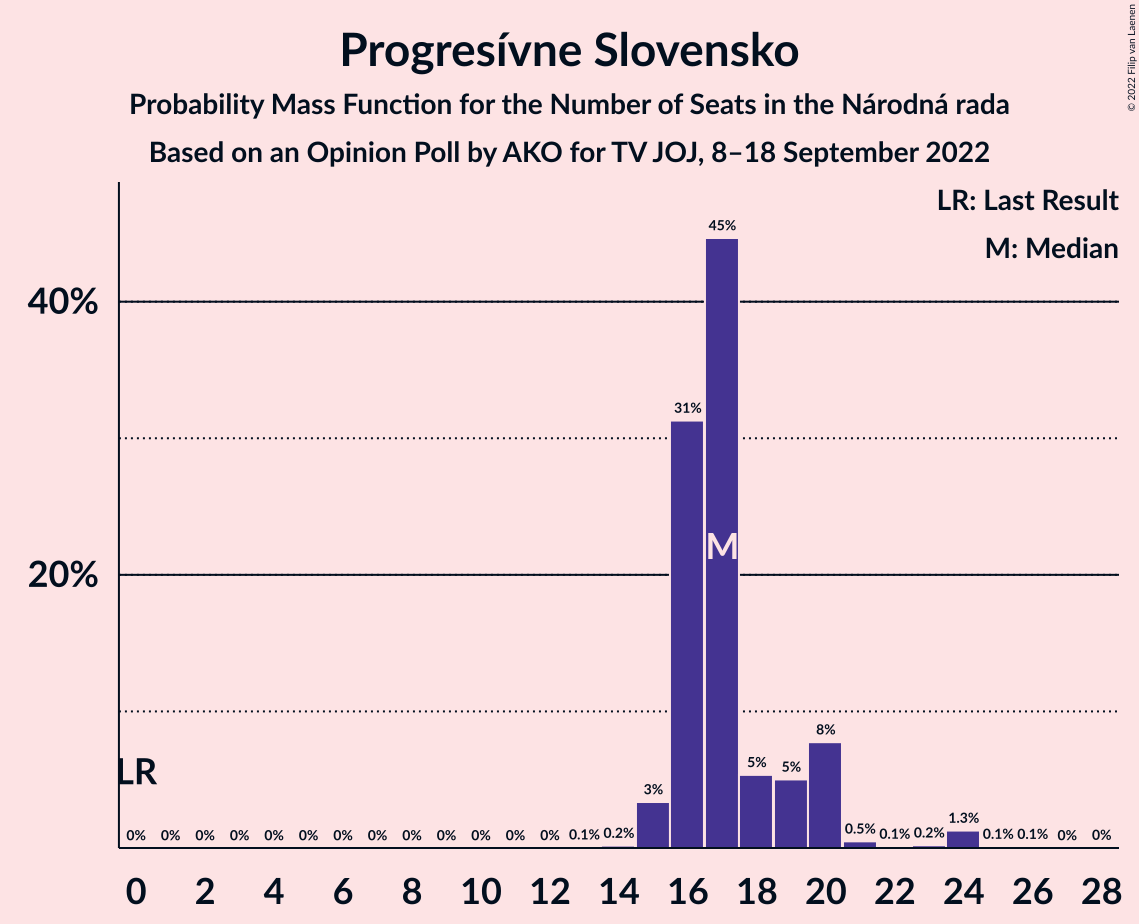 Progresívne Slovensko
Probability Mass Function for the Number of Seats in the Národná rada
Based on an Opinion Poll by AKO for TV JOJ, 8–18 September 2022
© 2022 Filip van Laenen
LR: Last Result
M: Median
45%
40%
31%
M
20%
8%
LR
5%
5%
3%
1.3%
0% 0% 0% 0% 0% 0% 0% 0% 0% 0% 0% 0% 0% 0.1% 0.2% 0.5% 0.1% 0.2% 0.1% 0.1% 0% 0%
0 2 4 6 8 10 12 14 16 18 20 22 24 26 28